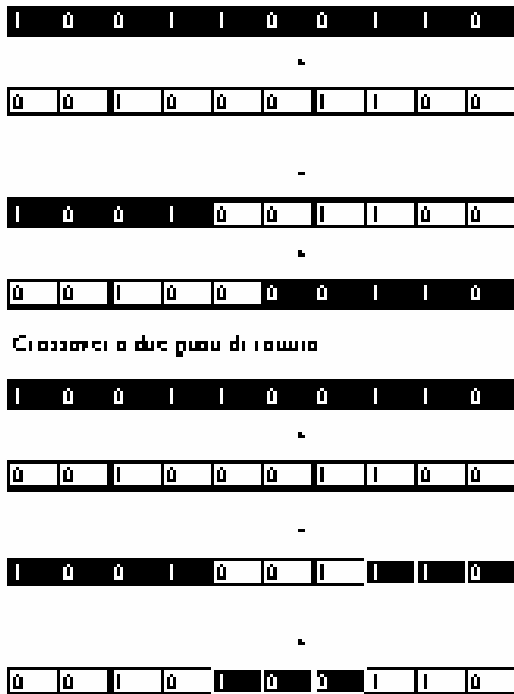 1 0 0 1 1 0 0 1 1 0
0 0 1 0 0 0 1 1 0 0
1 0 0 1 0 0 1 1 0 0
0 0 1 0 0 0 0 1 1 0
Crossover a due punti di rottura
1 0 0 1 1 0 0 1 1 0
0 0 1 0 0 0 1 1 0 0
1 0 0 1 0 0 1 1 1 0
0 0 1 0 1 0 0 1 1 0